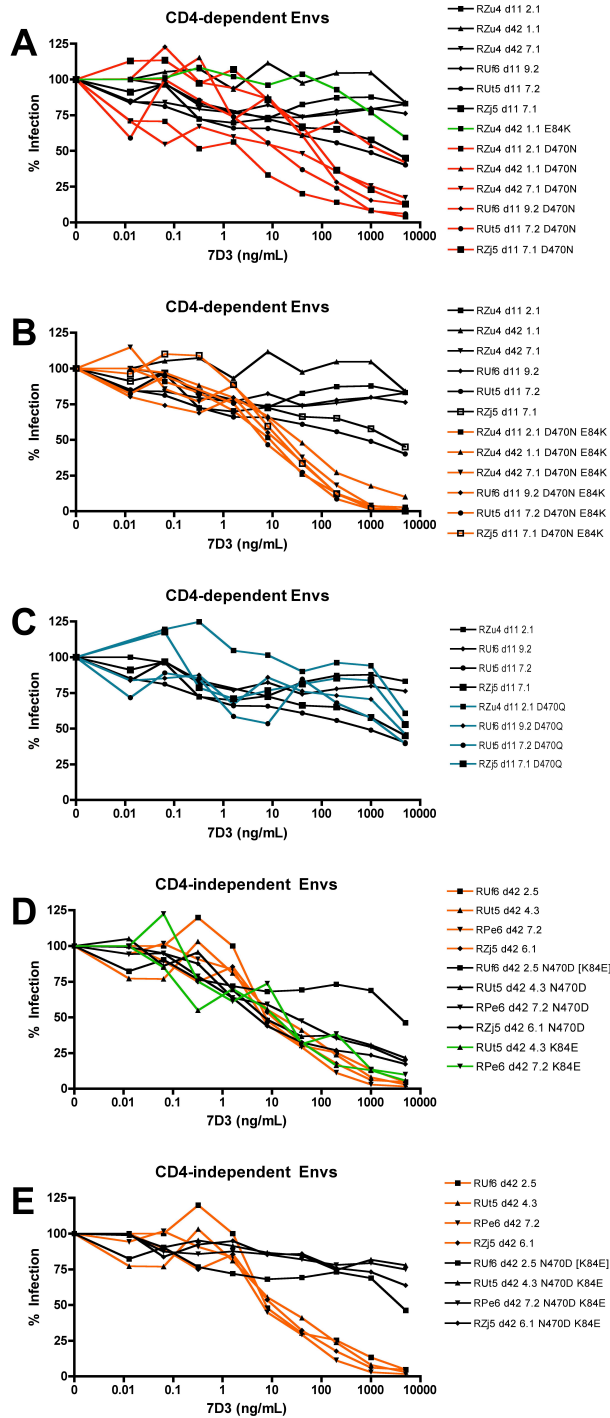 A
CD4-dependent Envs
125
100
75
50
25
0
% Infection
0 0.01 0.1 1 10 100 1000 10000
7D3 (ng/mL)
RZu4 d11 2.1
RZu4 d42 1.1
RZu4 d42 7.1
RUf6 d11 9.2
RUt5 d11 7.2
RZj5 d11 7.1
RZu4 d42 1.1 E84K
RZu4 d11 2.1 D470N
RZu4 d42 1.1 D470N
RZu4 d42 7.1 D470N
RUf6 d11 9.2 D470N
RUt5 d11 7.2 D470N
RZj5 d11 7.1 D470N
B
CD4-dependent Envs
125
100
75
50
25
0
% Infection
0 0.01 0.1 1 10 100 1000 10000
7D3 (ng/mL)
RZu4 d11 2.1
RZu4 d42 1.1
RZu4 d42 7.1
RUf6 d11 9.2
RUt5 d11 7.2
RZj5 d11 7.1
RZu4 d11 2.1 D470N E84K
RZu4 d42 1.1 D470N E84K
RZu4 d42 7.1 D470N E84K
RUf6 d11 9.2 D470N E84K
RUt5 d11 7.2 D470N E84K
RZj5 d11 7.1 D470N E84K
C
CD4-dependent Envs
125
100
75
50
25
0
% Infection
0 0.01 0.1 1 10 100 1000 10000
7D3 (ng/mL)
RZu4 d11 2.1
RUf6 d11 9.2
RUt5 d11 7.2
RZj5 d11 7.1
RZu4 d11 2.1 D470Q
RUf6 d11 9.2 D470Q
RUt5 d11 7.2 D470Q
RZj5 d11 7.1 D470Q
D
CD4-independent Envs
125
100
75
50
25
0
% Infection
0 0.01 0.1 1 10 100 1000 10000
7D3 (ng/mL)
RUf6 d42 2.5
RUt5 d42 4.3
RPe6 d42 7.2
RZj5 d42 6.1
RUf6 d42 2.5 N470D [K84E]
RUt5 d42 4.3 N470D
RPe6 d42 7.2 N470D
RZj5 d42 6.1 N470D
RUt5 d42 4.3 K84E
RPe6 d42 7.2 K84E
E
CD4-independent Envs
125
100
75
50
25
0
% Infection
0 0.01 0.1 1 10 100 1000 10000
7D3 (ng/mL)
RUf6 d42 2.5
RUt5 d42 4.3
RPe6 d42 7.2
RZj5 d42 6.1
RUf6 d42 2.5 N470D [K84E]
RUt5 d42 4.3 N470D K84E
RPe6 d42 7.2 N470D K84E
RZj5 d42 6.1 N470D K84E